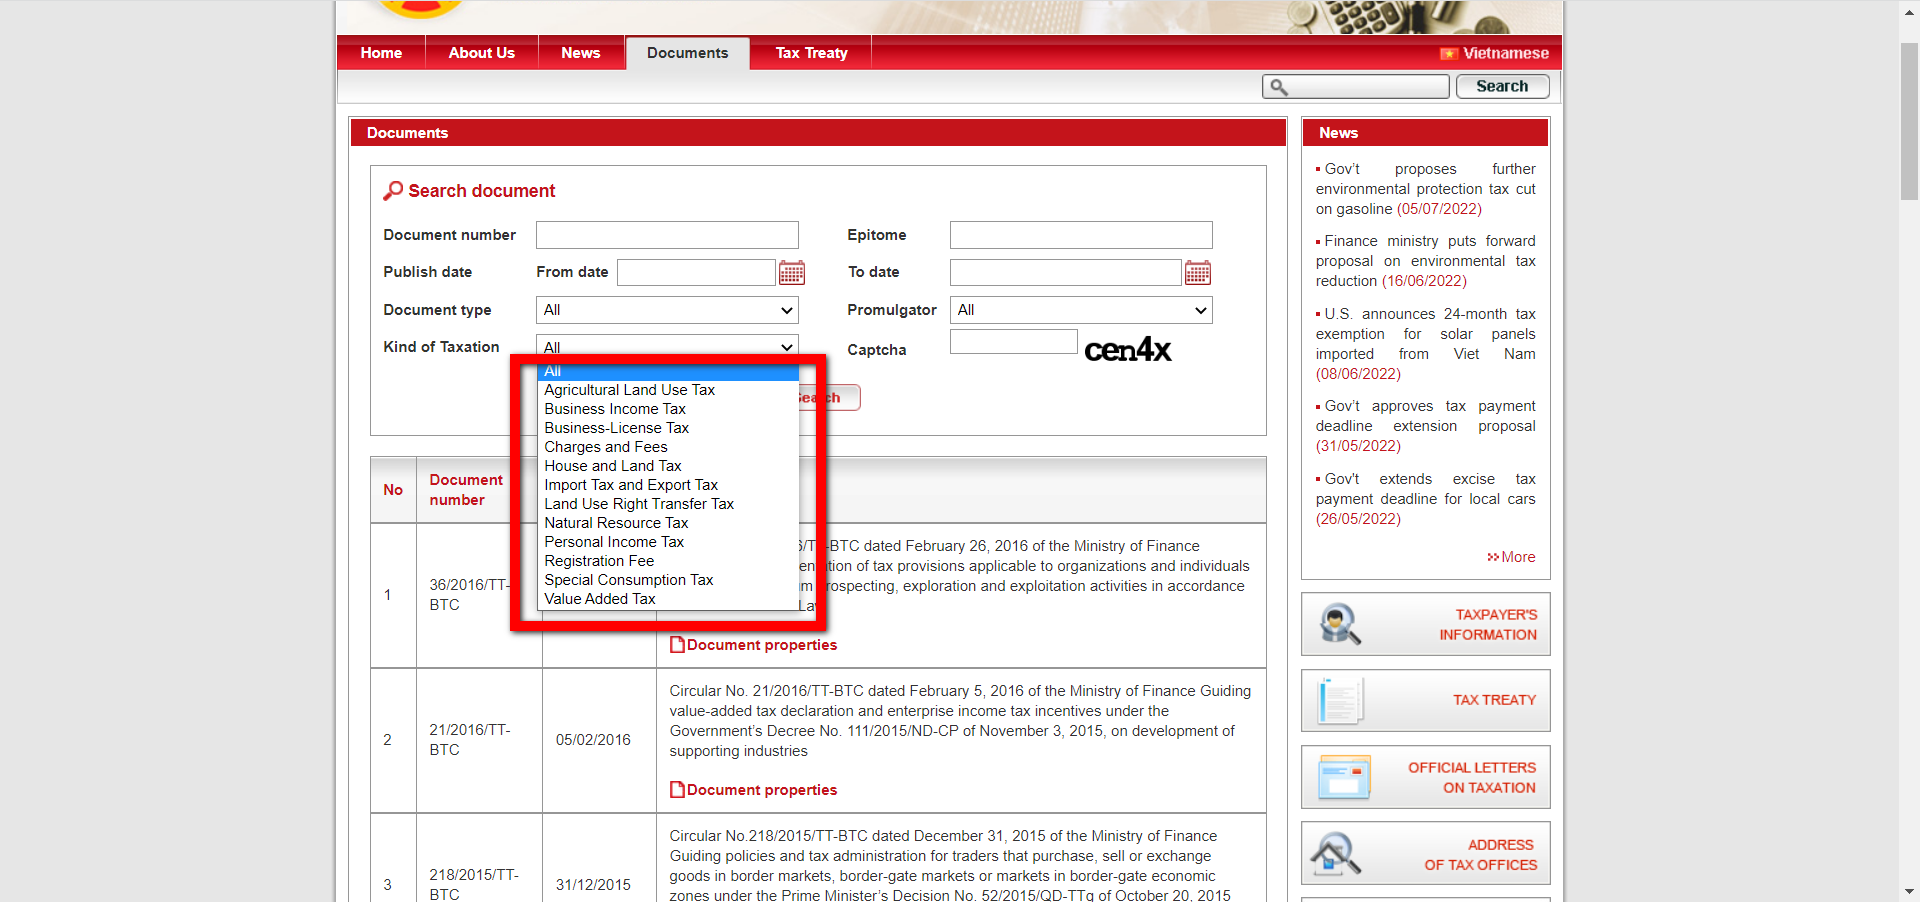 Home
About Us
News
Documents
Tax Treaty
Vietnamese
Search
Documents
Search document
Document number
Epitome
Publish date
From date
To date
Document type
All
Promulgator
All
Kind of Taxation
All
Captcha
cen4x
All
Agricultural Land Use Tax
Business Income Tax
Business-License Tax
Charges and Fees
House and Land Tax
Import Tax and Export Tax
Land Use Right Transfer Tax
Natural Resource Tax
Personal Income Tax
Registration Fee
Special Consumption Tax
Value Added Tax
Search
No
Document
number
1
36/2016/TT-
BTC
-BTC dated February 26, 2016 of the Ministry of Finance
of tax provisions applicable to organizations and individuals
prospecting, exploration and exploitation activities in accordance
Document properties
2
21/2016/TT-
BTC
05/02/2016
Circular No. 21/2016/TT-BTC dated February 5, 2016 of the Ministry of Finance Guiding
value-added tax declaration and enterprise income tax incentives under the
Government's Decree No. 111/2015/ND-CP of November 3, 2015, on development of
supporting industries
Document properties
3
218/2015/TT-
BTC
31/12/2015
Circular No.218/2015/TT-BTC dated December 31, 2015 of the Ministry of Finance
Guiding policies and tax administration for traders that purchase, sell or exchange
goods in border markets, border-gate markets or markets in border-gate economic
zones under the Prime Minister's Decision No. 52/2015/QD-TTg of October 20, 2015
News
Gov't proposes further
environmental protection tax cut
on gasoline (05/07/2022)
Finance ministry puts forward
proposal on environmental tax
reduction (16/06/2022)
U.S. announces 24-month tax
exemption for solar panels
imported from Viet Nam
(08/06/2022)
Gov't approves tax payment
deadline extension proposal
(31/05/2022)
Gov't extends excise tax
payment deadline for local cars
(26/05/2022)
More
TAXPAYER'S
INFORMATION
TAX TREATY
OFFICIAL LETTERS
ON TAXATION
ADDRESS
OF TAX OFFICES